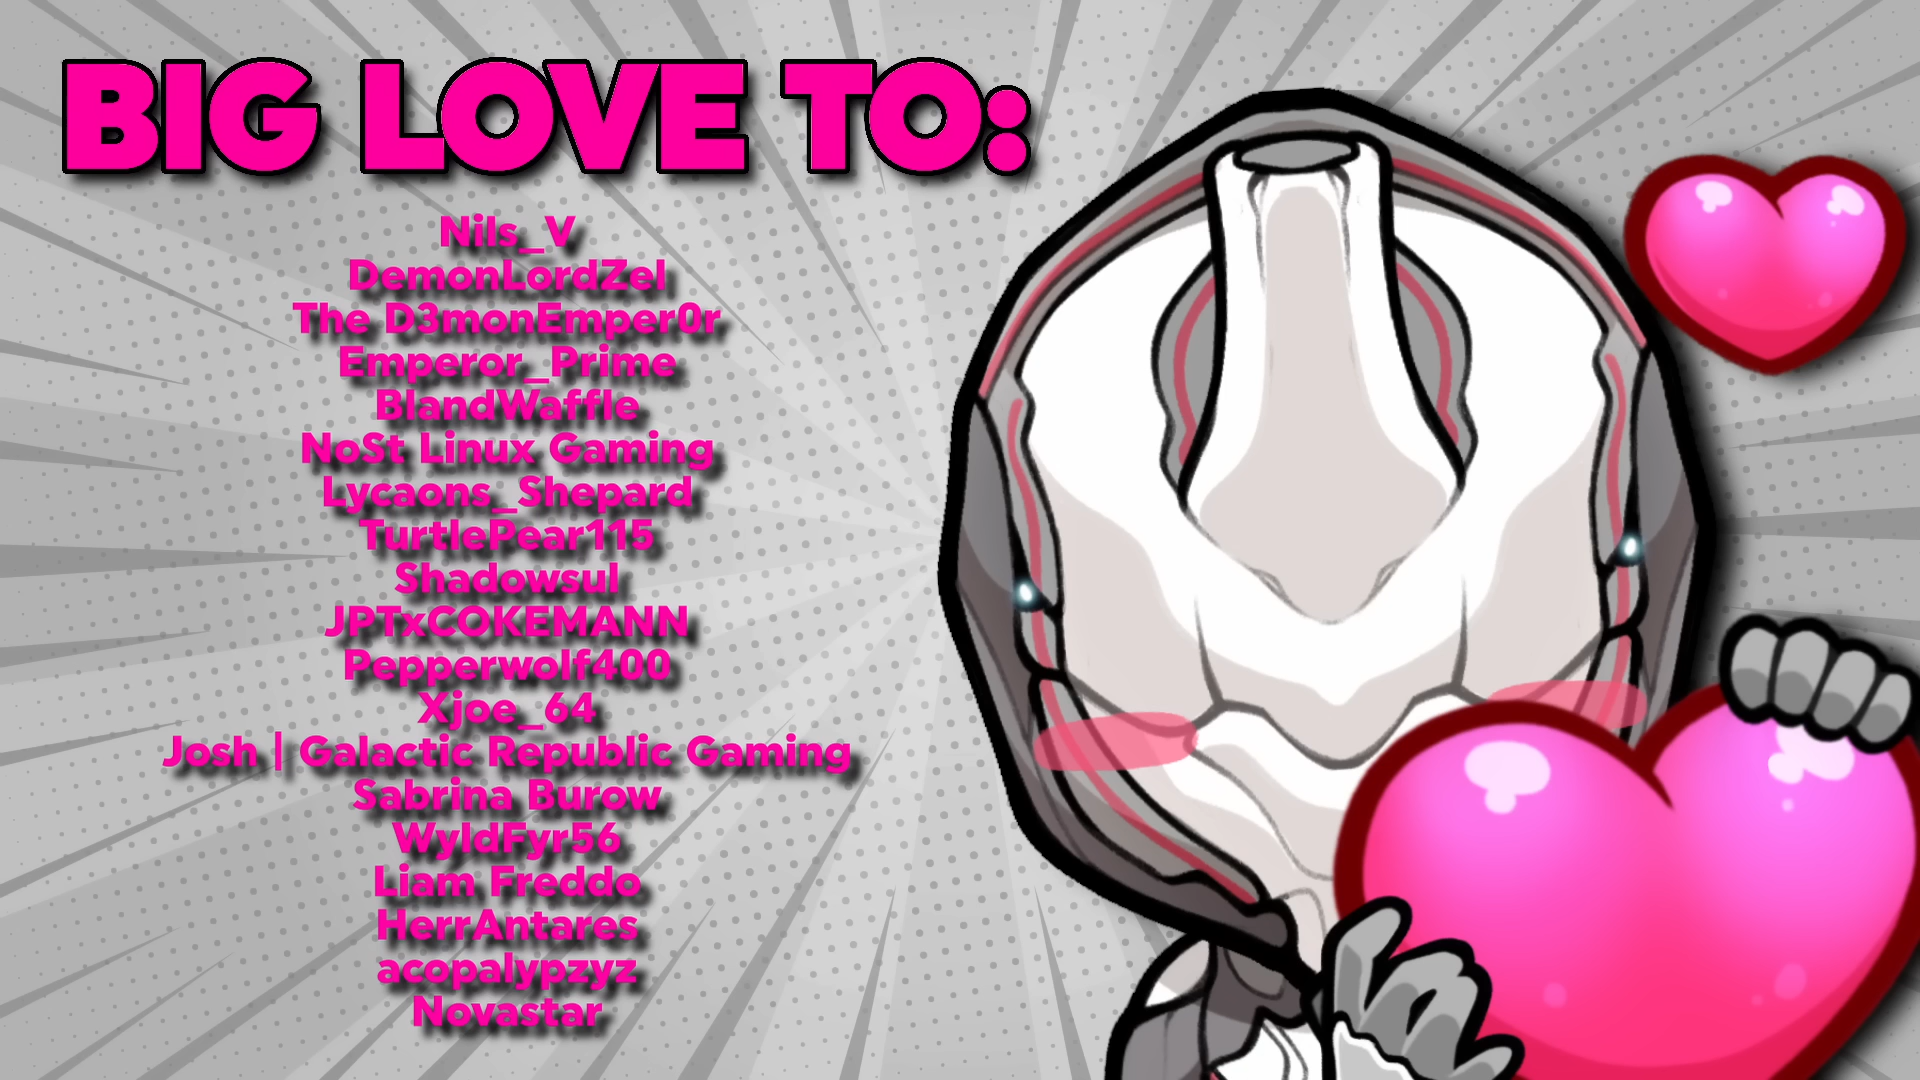 BIG LOVE TO:
Nils_V
DemonLordZel
The D3monEmper0r
Emperor_Prime
BlandWaffle
NoSt Linux Gaming
Lycaons_Shepard
TurtlePear115
Shadowsul
JPTxCOKEMANN
Pepperwolf400
Xjoe_64
Josh | Galactic Republic Gaming
Sabrina Burow
WyldFyr56
Liam Freddo
HerrAntares
acopalypzyz
Novastar